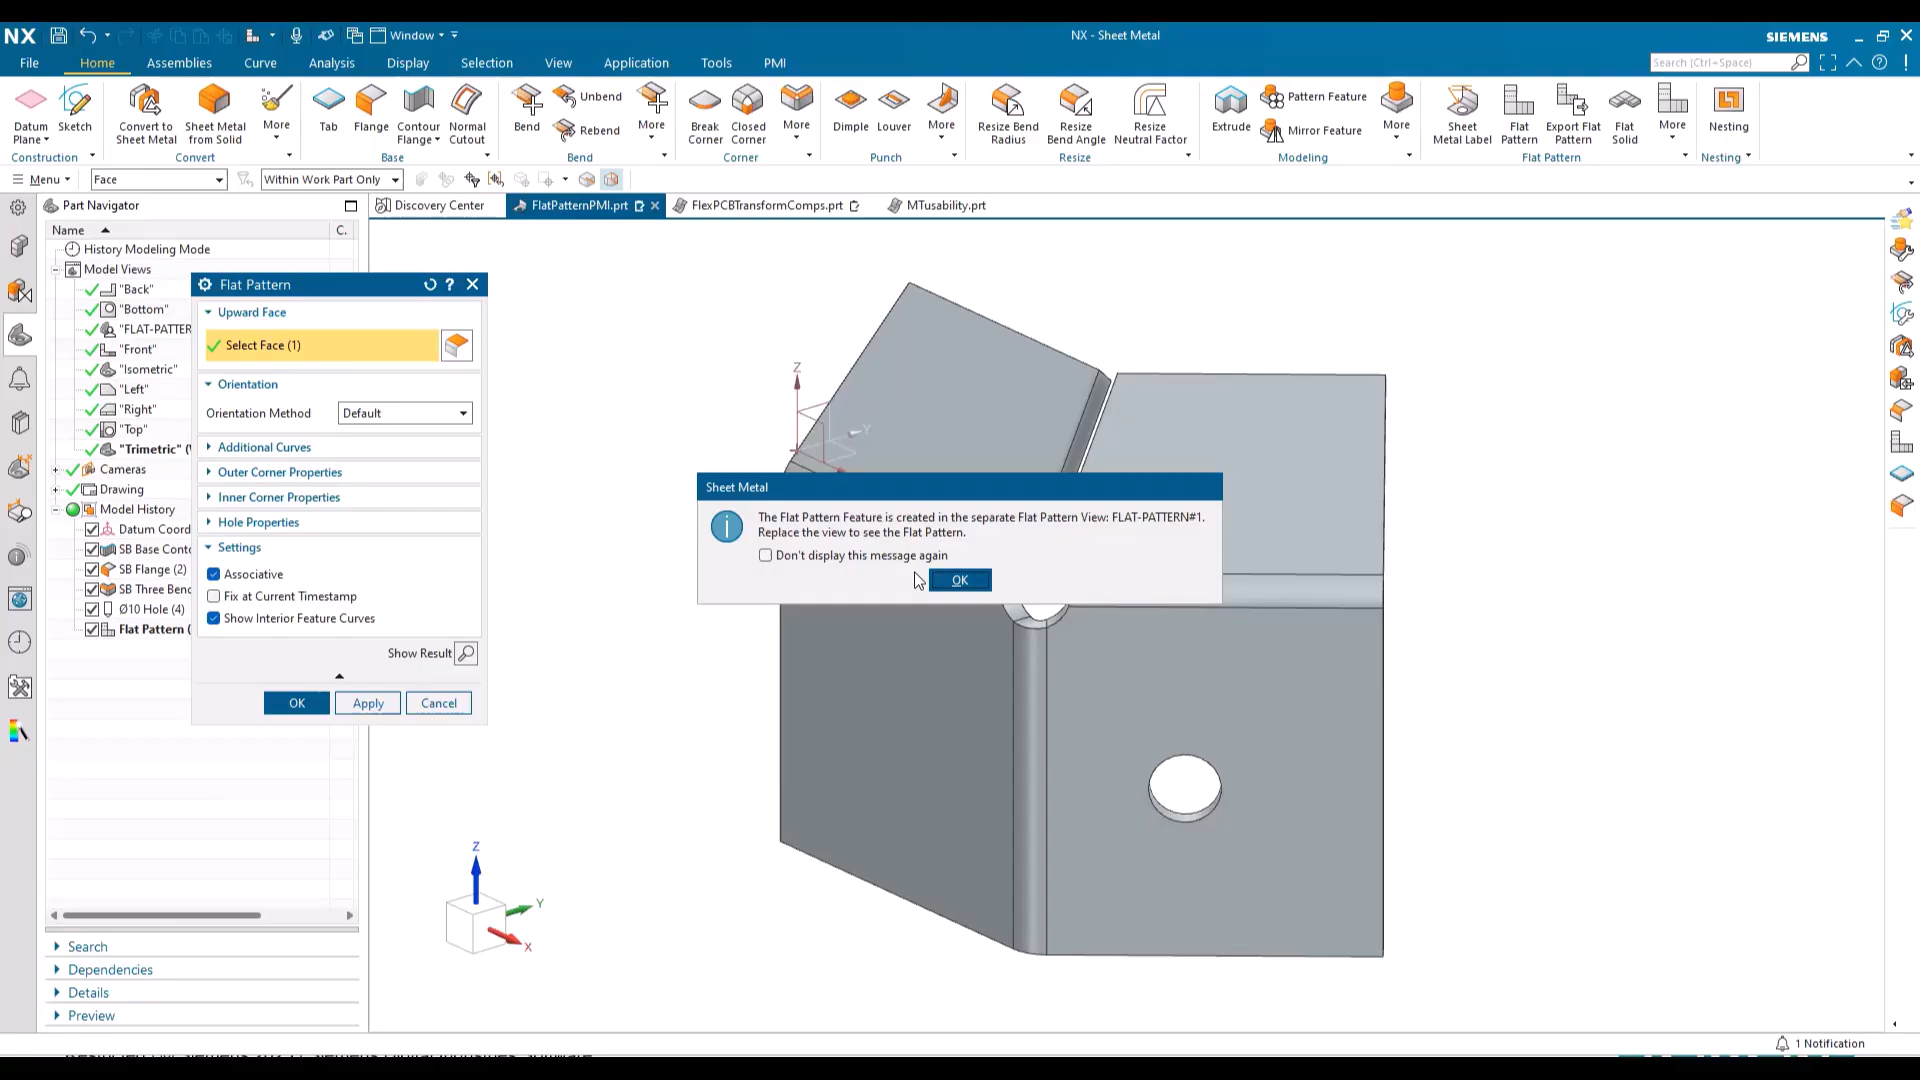 NX
Window
NX - Sheet Metal
SIEMENS
File
Home
Assemblies
Curve
Analysis
Display
Selection
View
Application
Tools
PMI
Search (Ctrl+Space)
Datum Plane
Sketch
Convert to Sheet Metal
Sheet Metal from Solid
More
Tab
Flange
Contour Flange
Normal Cutout
Bend
Unbend
Rebend
More
Break Corner
Closed Corner
More
Dimple
Louver
More
Resize Bend Radius
Resize Bend Angle
Resize Neutral Factor
Extrude
Pattern Feature
Mirror Feature
More
Sheet Metal Label
Flat Pattern
Export Flat Pattern
Flat Solid
More
Nesting
Construction
Convert
Base
Bend
Corner
Punch
Resize
Modeling
Flat Pattern
Nesting
Menu
Face
Within Work Part Only
Part Navigator
Discovery Center
FlatPatternPMI.prt
FlexPCBTransformComps.prt
MTusability.prt
Name
C.
History Modeling Mode
Model Views
"Back"
"Bottom"
"FLAT-PATTER
"Front"
"Isometric"
"Left"
"Right"
"Top"
"Trimetric" (
Cameras
Drawing
Model History
Datum Coord
SB Base Conto
SB Flange (2)
SB Three Bend
Ø10 Hole (4)
Flat Pattern (
Search
Dependencies
Details
Preview
Flat Pattern
Upward Face
Select Face (1)
Orientation
Orientation Method
Default
Additional Curves
Outer Corner Properties
Inner Corner Properties
Hole Properties
Settings
Associative
Fix at Current Timestamp
Show Interior Feature Curves
Show Result
OK
Apply
Cancel
Z
Y
Sheet Metal
The Flat Pattern Feature is created in the separate Flat Pattern View: FLAT-PATTERN#1.
Replace the view to see the Flat Pattern.
Don't display this message again
OK
Z
Y
X
1 Notification